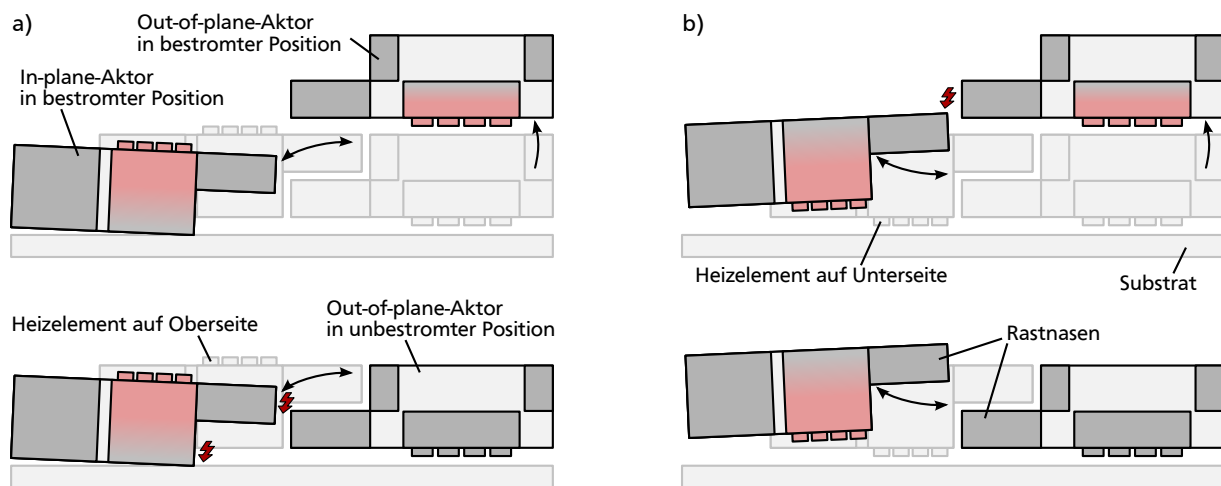 a)
Out-of-plane-Aktor
in bestromter Position
In-plane-Aktor
in bestromter Position
b)
Heizelement auf Unterseite
Substrat
Heizelement auf Oberseite
Out-of-plane-Aktor
in unbestromter Position
Rastnasen